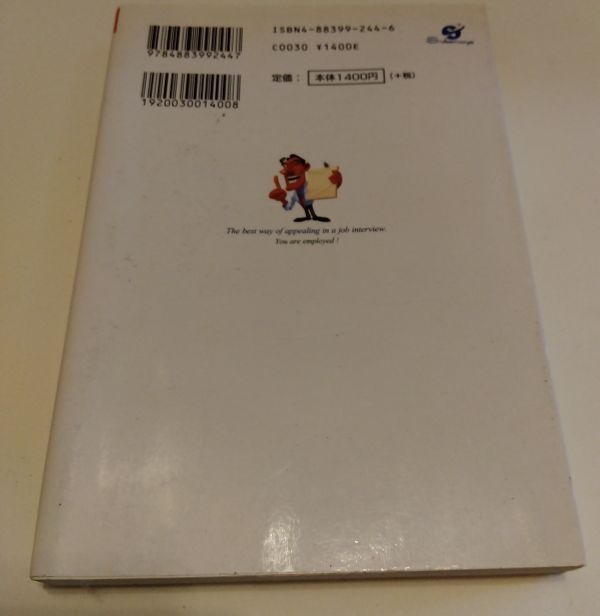 ISBN4-88399-244-6
C0030 ¥1400E
9784883992447
定価： 本体1400円 (+税)
1920030014008
The best way of appealing in a job interview.
You are employed !